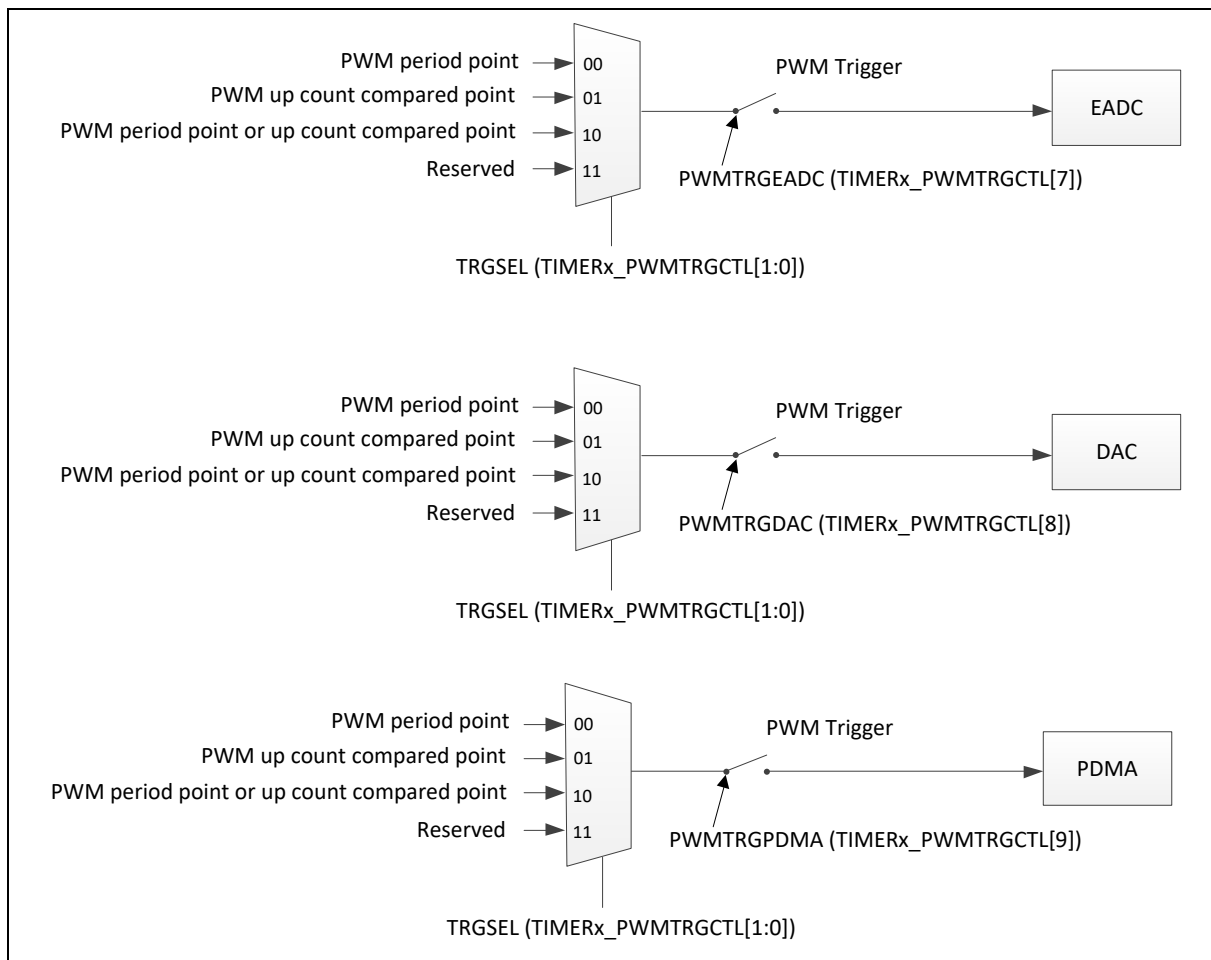 PWM period point
00
PWM Trigger
PWM up count compared point
01
EADC
PWM period point or up count compared point
10
Reserved
11
PWMTRGEADC (TIMERx_PWMTRGCTL[7])
TRGSEL (TIMERx_PWMTRGCTL[1:0])
PWM period point
00
PWM Trigger
PWM up count compared point
01
DAC
PWM period point or up count compared point
10
Reserved
11
PWMTRGDAC (TIMERx_PWMTRGCTL[8])
TRGSEL (TIMERx_PWMTRGCTL[1:0])
PWM period point
00
PWM Trigger
PWM up count compared point
01
PDMA
PWM period point or up count compared point
10
Reserved
11
PWMTRGPDMA (TIMERx_PWMTRGCTL[9])
TRGSEL (TIMERx_PWMTRGCTL[1:0])